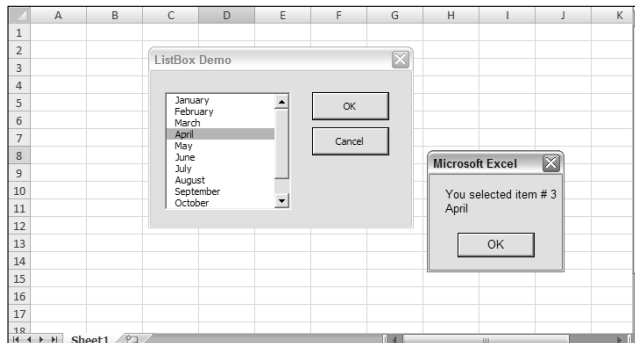 A B C D E F G H I J K
1
2
3
4
5
6
7
8
9
10
11
12
13
14
15
16
17
18
ListBox Demo
January
February
March
April
May
June
July
August
September
October
OK
Cancel
Microsoft Excel
You selected item # 3
April
OK
Sheet1